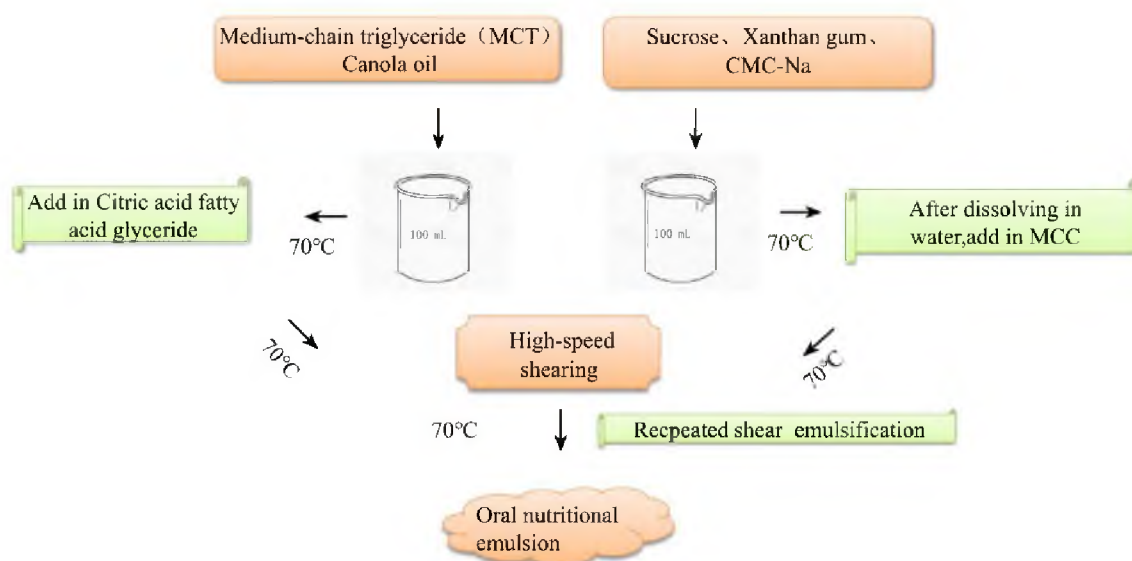 Medium-chain triglyceride（MCT）
Canola oil
Sucrose、Xanthan gum、
CMC-Na
100 mL
100 mL
Add in Citric acid fatty
acid glyceride
70℃
70℃
After dissolving in
water,add in MCC
70℃
High-speed
shearing
70℃
70℃
Recpeated shear emulsification
Oral nutritional
emulsion